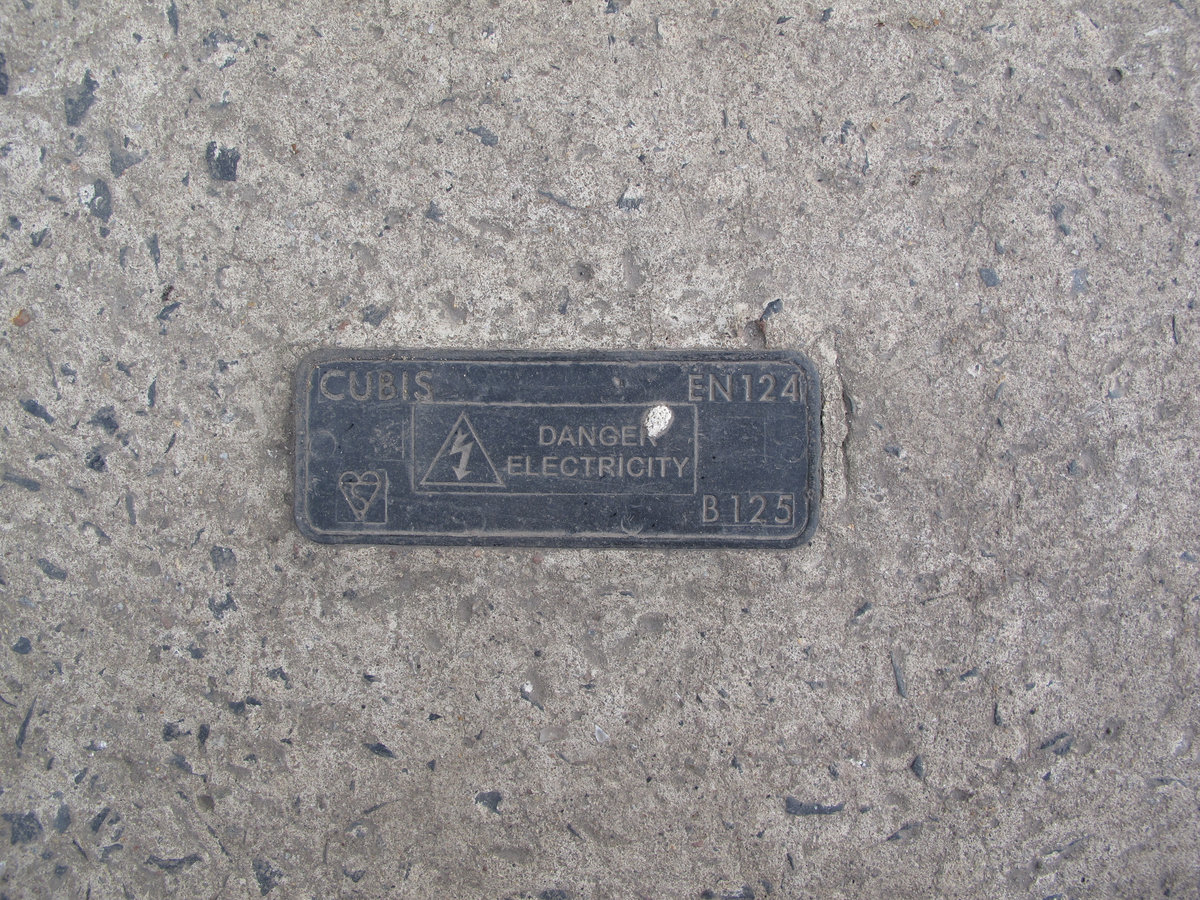 CUBIS
EN124
DANGER
ELECTRICITY
B125